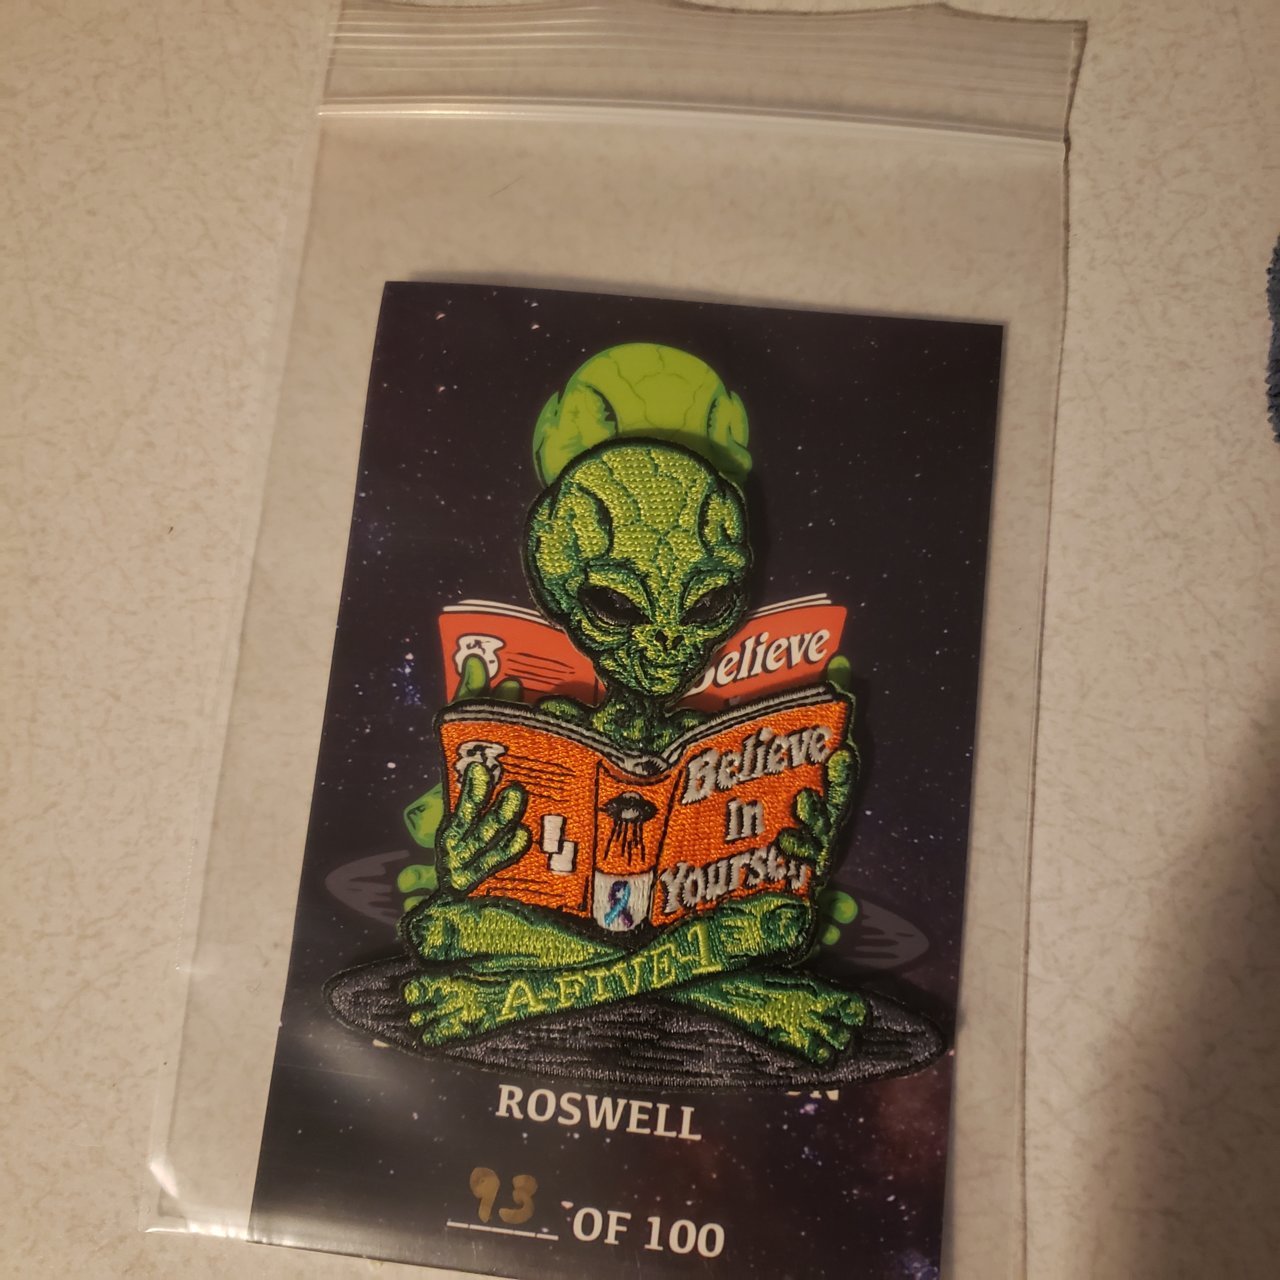 Believe
Believe
in
Yourself
A-FIVE-1
ROSWELL
93 OF 100